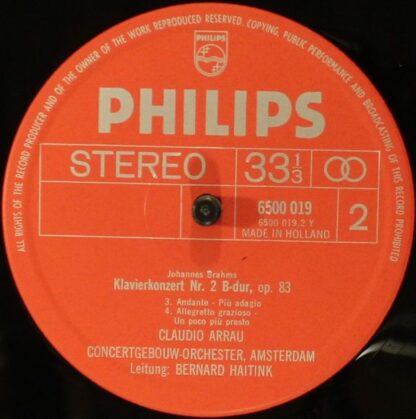 ALL RIGHTS OF THE RECORD PRODUCER AND OF THE OWNER OF THE WORK REPRODUCED RESERVED. COPYING, PUBLIC PERFORMANCE AND BROADCASTING OF THIS RECORD PROHIBITED
PHILIPS
PHILIPS
STEREO 33 1/3
6500 019
6500 019.2 Y
MADE IN HOLLAND
2
Johannes Brahms
Klavierkonzert Nr. 2 B-dur, op. 83
3. Andante - Più adagio
4. Allegretto grazioso -
Un poco più presto
CLAUDIO ARRAU
CONCERTGEBOUW-ORCHESTER, AMSTERDAM
Leitung: BERNARD HAITINK